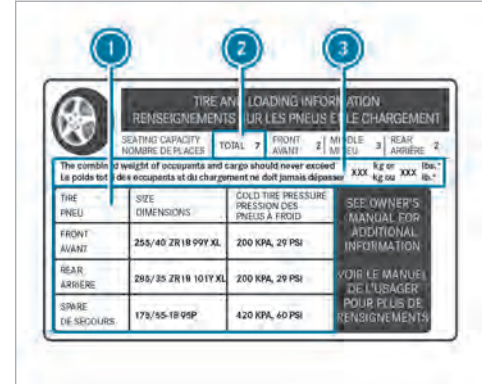 1
2
3
TIRE AND LOADING INFORMATION
RENSEIGNEMENTS SUR LES PNEUS ET LE CHARGEMENT
SEATING CAPACITY
NOMBRE DE PLACES
TOTAL 7
FRONT
AVANT
2
MIDDLE
MILIEU
3
REAR
ARRIÈRE
2
The combined weight of occupants and cargo should never exceed XXX kg or XXX lbs.*
Le poids total des occupants et du chargement ne doit jamais dépasser XXX kg ou XXX lb.*
TIRE
PNEU
SIZE
DIMENSIONS
COLD TIRE PRESSURE
PRESSION DES
PNEUS À FROID
SEE OWNER'S
MANUAL FOR
ADDITIONAL
INFORMATION
VOIR LE MANUEL
DE L'USAGER
POUR PLUS DE
RENSIGNEMENTS
FRONT
AVANT
255/40 ZR18 99Y XL
200 KPA, 29 PSI
REAR
ARRIÈRE
285/35 ZR18 101Y XL
200 KPA, 29 PSI
SPARE
DE SECOURS
175/55-18 95P
420 KPA, 60 PSI